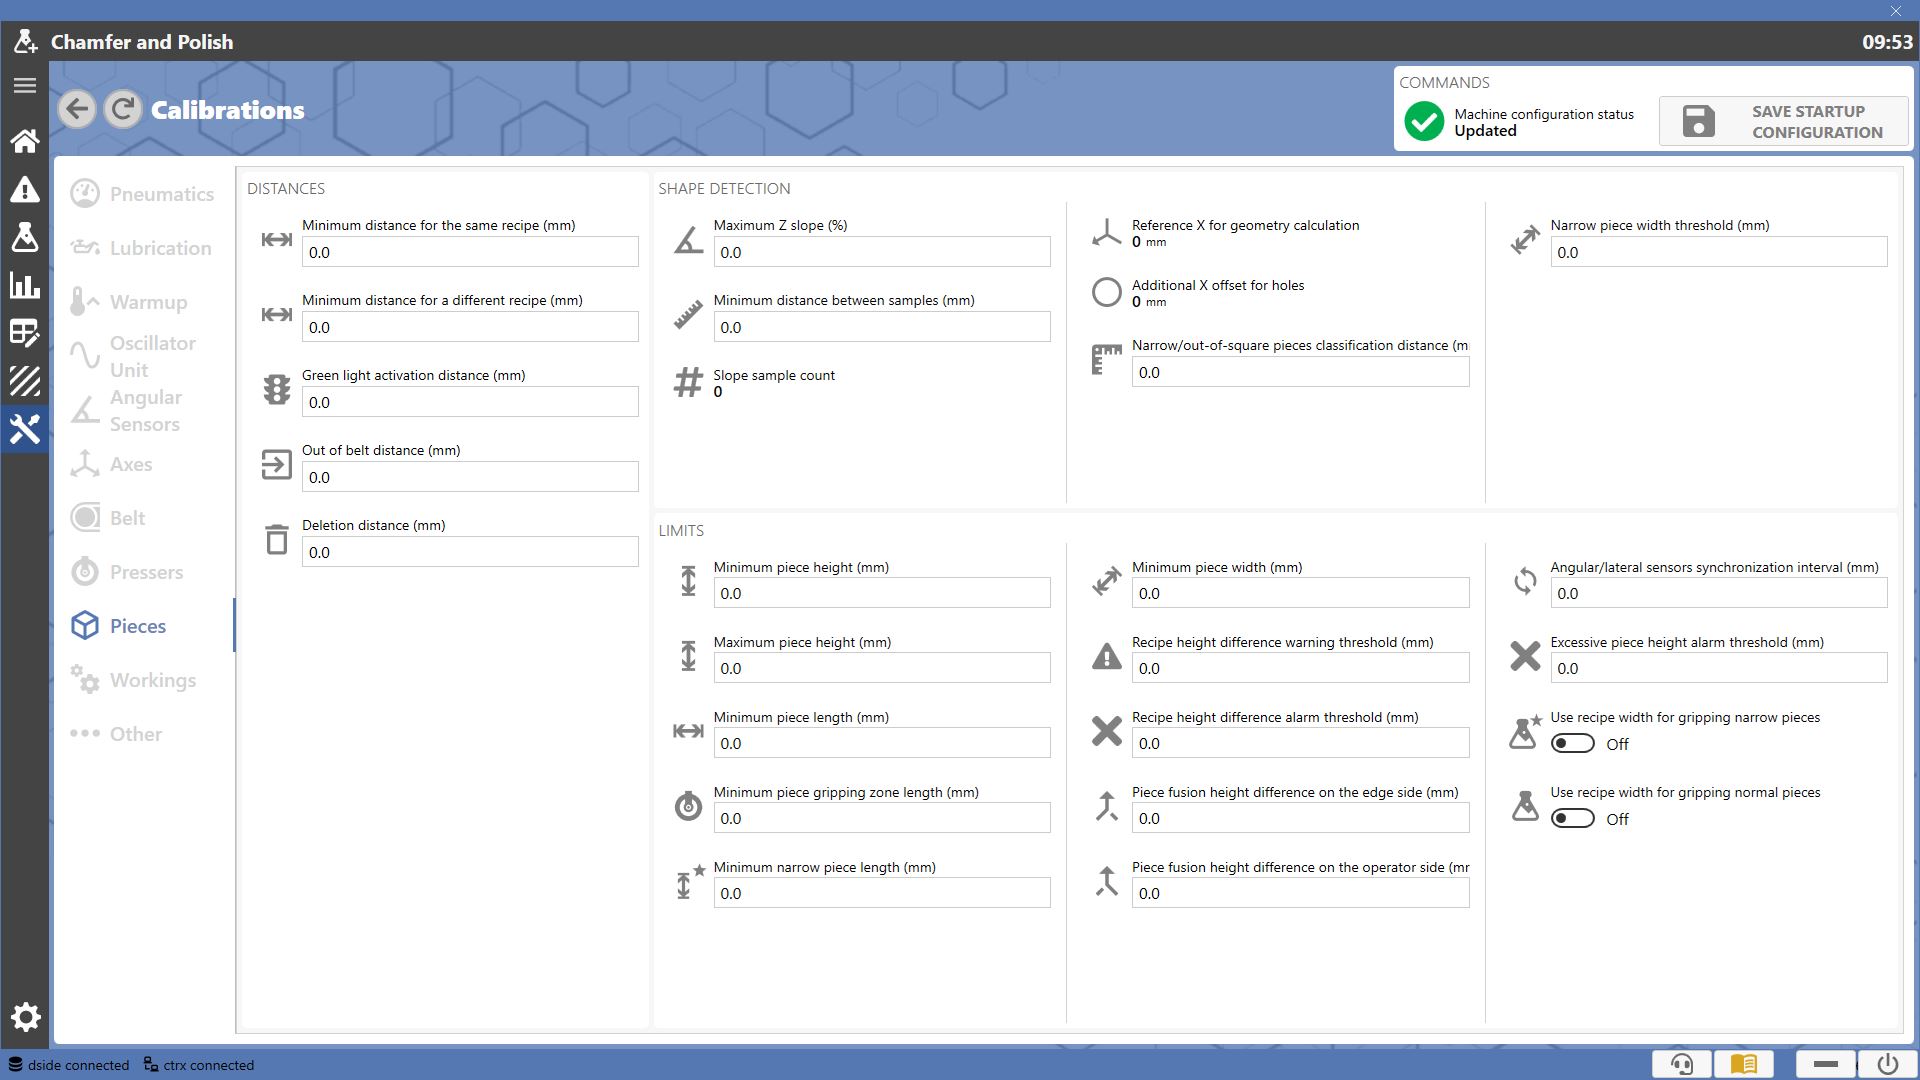 Chamfer and Polish
09:53
Calibrations
COMMANDS
Machine configuration status
Updated
SAVE STARTUP
CONFIGURATION
Pneumatics
Lubrication
Warmup
Oscillator
Unit
Angular
Sensors
Axes
Belt
Pressers
Pieces
Workings
Other
DISTANCES
Minimum distance for the same recipe (mm)
0.0
Minimum distance for a different recipe (mm)
0.0
Green light activation distance (mm)
0.0
Out of belt distance (mm)
0.0
Deletion distance (mm)
0.0
SHAPE DETECTION
Maximum Z slope (%)
0.0
Minimum distance between samples (mm)
0.0
Slope sample count
0
Reference X for geometry calculation
0 mm
Additional X offset for holes
0 mm
Narrow/out-of-square pieces classification distance (m
0.0
Narrow piece width threshold (mm)
0.0
LIMITS
Minimum piece height (mm)
0.0
Maximum piece height (mm)
0.0
Minimum piece length (mm)
0.0
Minimum piece gripping zone length (mm)
0.0
Minimum narrow piece length (mm)
0.0
Minimum piece width (mm)
0.0
Recipe height difference warning threshold (mm)
0.0
Recipe height difference alarm threshold (mm)
0.0
Piece fusion height difference on the edge side (mm)
0.0
Piece fusion height difference on the operator side (mr
0.0
Angular/lateral sensors synchronization interval (mm)
0.0
Excessive piece height alarm threshold (mm)
0.0
Use recipe width for gripping narrow pieces
Off
Use recipe width for gripping normal pieces
Off
dside connected
ctrx connected